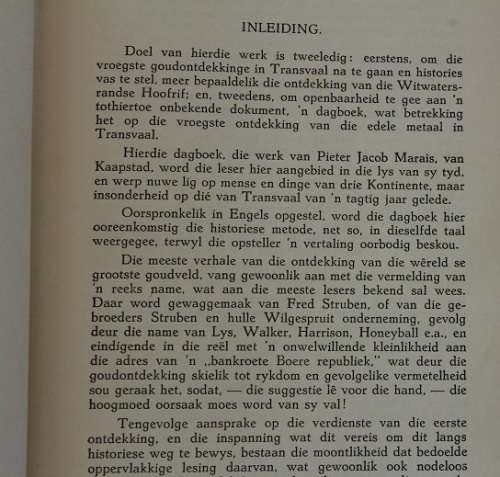 INLEIDING.
Doel van hierdie werk is tweeledig: eerstens, om die
vroegste goudontdekkinge in Transvaal na te gaan en histories
vas te stel, meer bepaaldelik die ontdekking van die Witwaters-
randse Hoofrif; en, tweedens, om openbaarheid te gee aan 'n
tothiertoe onbekende dokument, 'n dagboek, wat betrekking
het op die vroegste ontdekking van die edele metaal in
Transvaal.
Hierdie dagboek, die werk van Pieter Jacob Marais, van
Kaapstad, word die leser hier aangebied in die lys van sy tyd,
en werp nuwe lig op mense en dinge van drie Kontinente, maar
insonderheid op dié van Transvaal van 'n tagtig jaar gelede.
Oorspronkelik in Engels opgestel, word die dagboek hier
ooreenkomstig die historiese metode, net so, in dieselfde taal
weergegee, terwyl die opsteller 'n vertaling oorbodig beskou.
Die meeste verhale van die ontdekking van die wêreld se
grootste goudveld, vang gewoonlik aan met die vermelding van
'n reeks name, wat aan die meeste lesers bekend sal wees.
Daar word gewaggemaak van Fred Struben, of van die ge-
broeders Struben en hulle Wilgespruit onderneming, gevolg
deur die name van Lys, Walker, Harrison, Honeyball e.a., en
eindigende in die reël met 'n onwelwillende kleinlikheid aan
die adres van 'n „bankroete Boere republiek," wat deur die
goudontdekking skielik tot rykdom en gevolgelike vermetelheid
sou geraak het, sodat, — die suggestie lê voor die hand, — die
hoogmoed oorsaak moes word van sy val!
Tengevolge aansprake op die verdienste van die eerste
ontdekking, en die inspanning wat dit vereis om dit langs
historiese weg te bewys, bestaan die moontlikheid dat bedoelde
oppervlakkige lesing daarvan, wat gewoonlik ook nodeloos